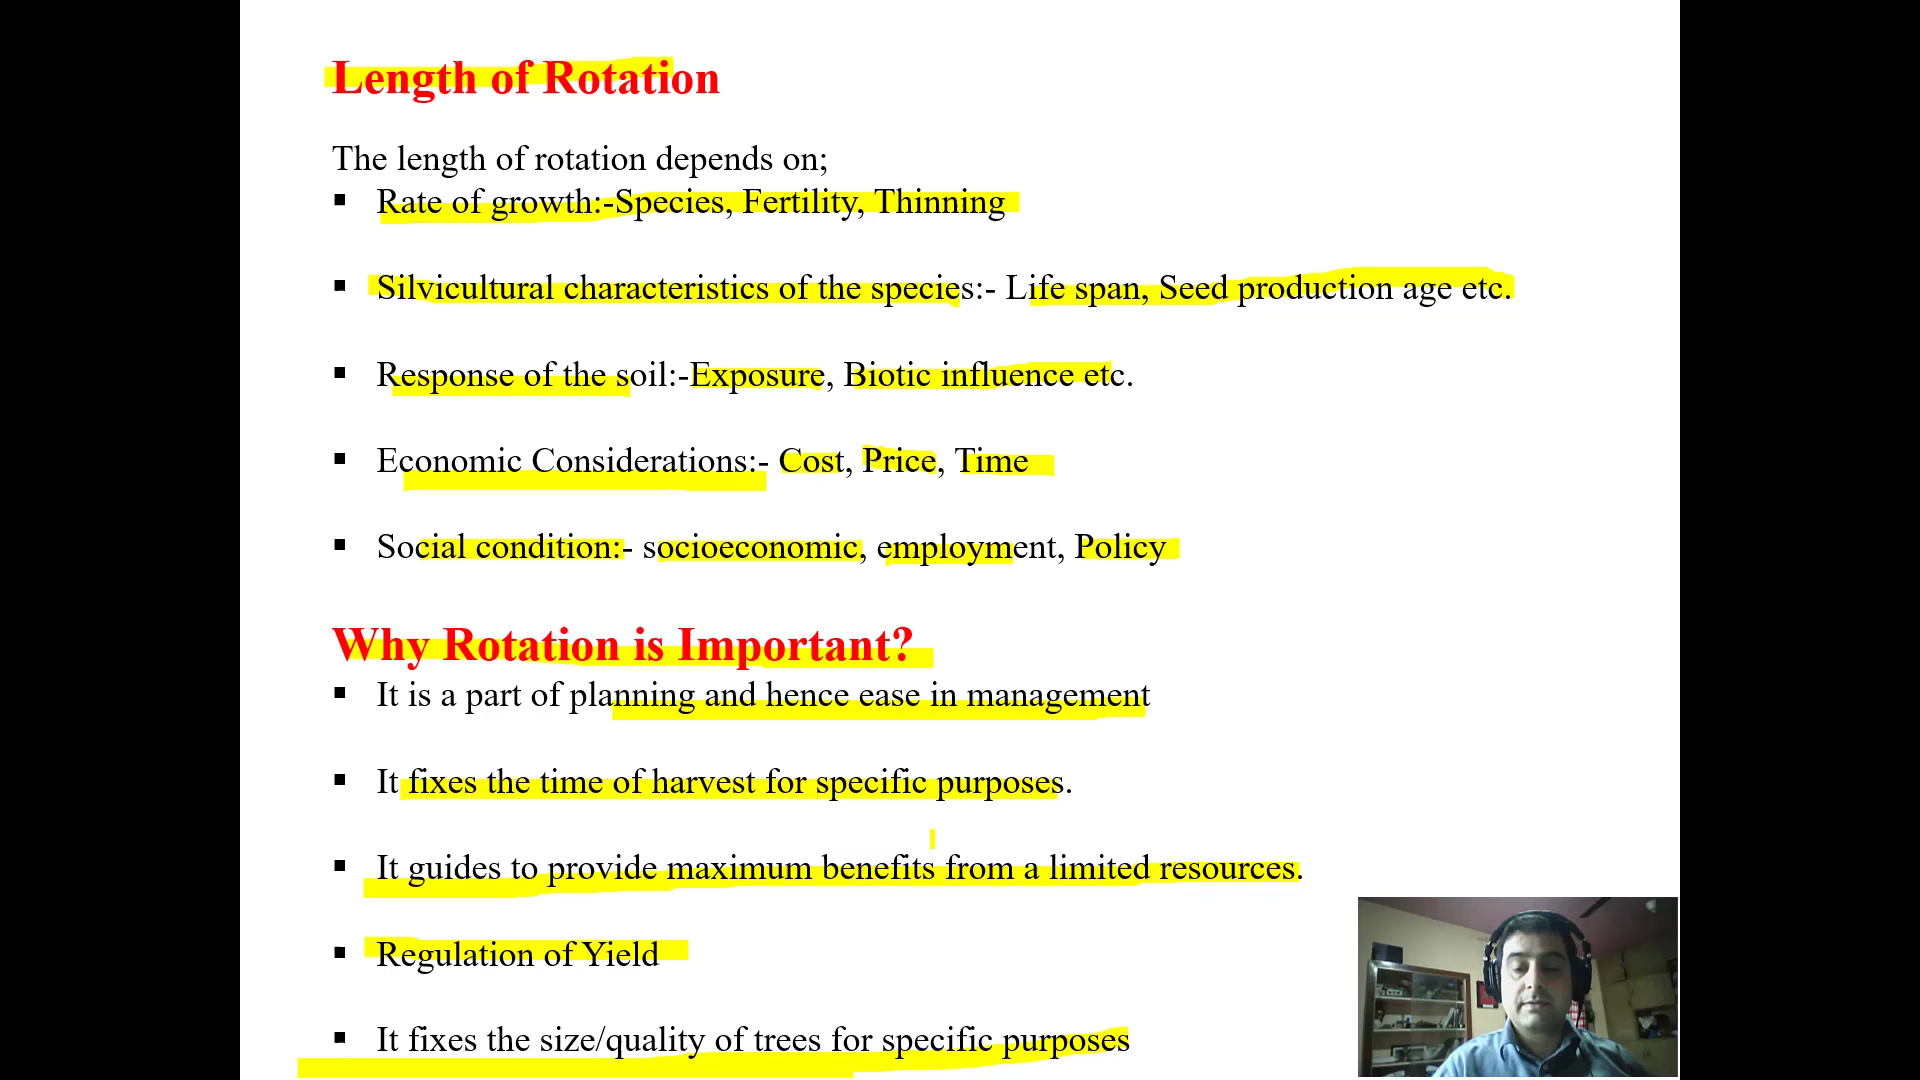 Length of Rotation
The length of rotation depends on;
▪ Rate of growth:-Species, Fertility, Thinning
▪ Silvicultural characteristics of the species:- Life span, Seed production age etc.
▪ Response of the soil:-Exposure, Biotic influence etc.
▪ Economic Considerations:- Cost, Price, Time
▪ Social condition:- socioeconomic, employment, Policy
Why Rotation is Important?
▪ It is a part of planning and hence ease in management
▪ It fixes the time of harvest for specific purposes.
▪ It guides to provide maximum benefits from a limited resources.
▪ Regulation of Yield
▪ It fixes the size/quality of trees for specific purposes